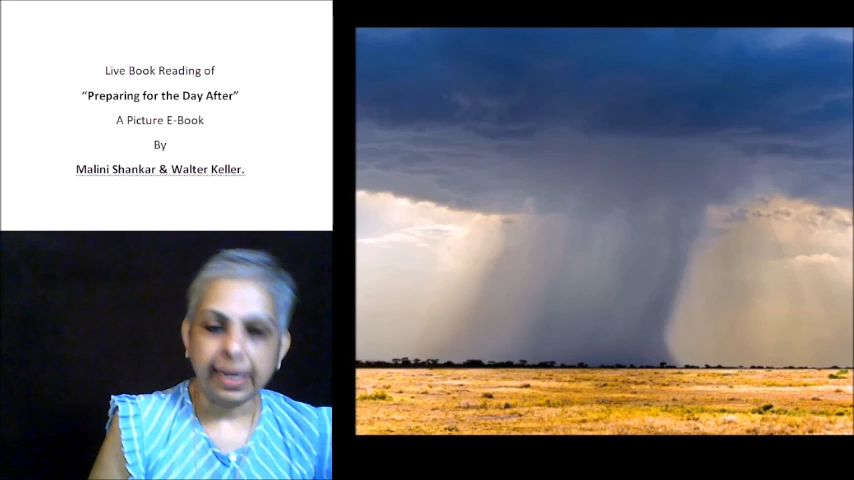 Live Book Reading of
“Preparing for the Day After”
A Picture E-Book
By
Malini Shankar & Walter Keller.